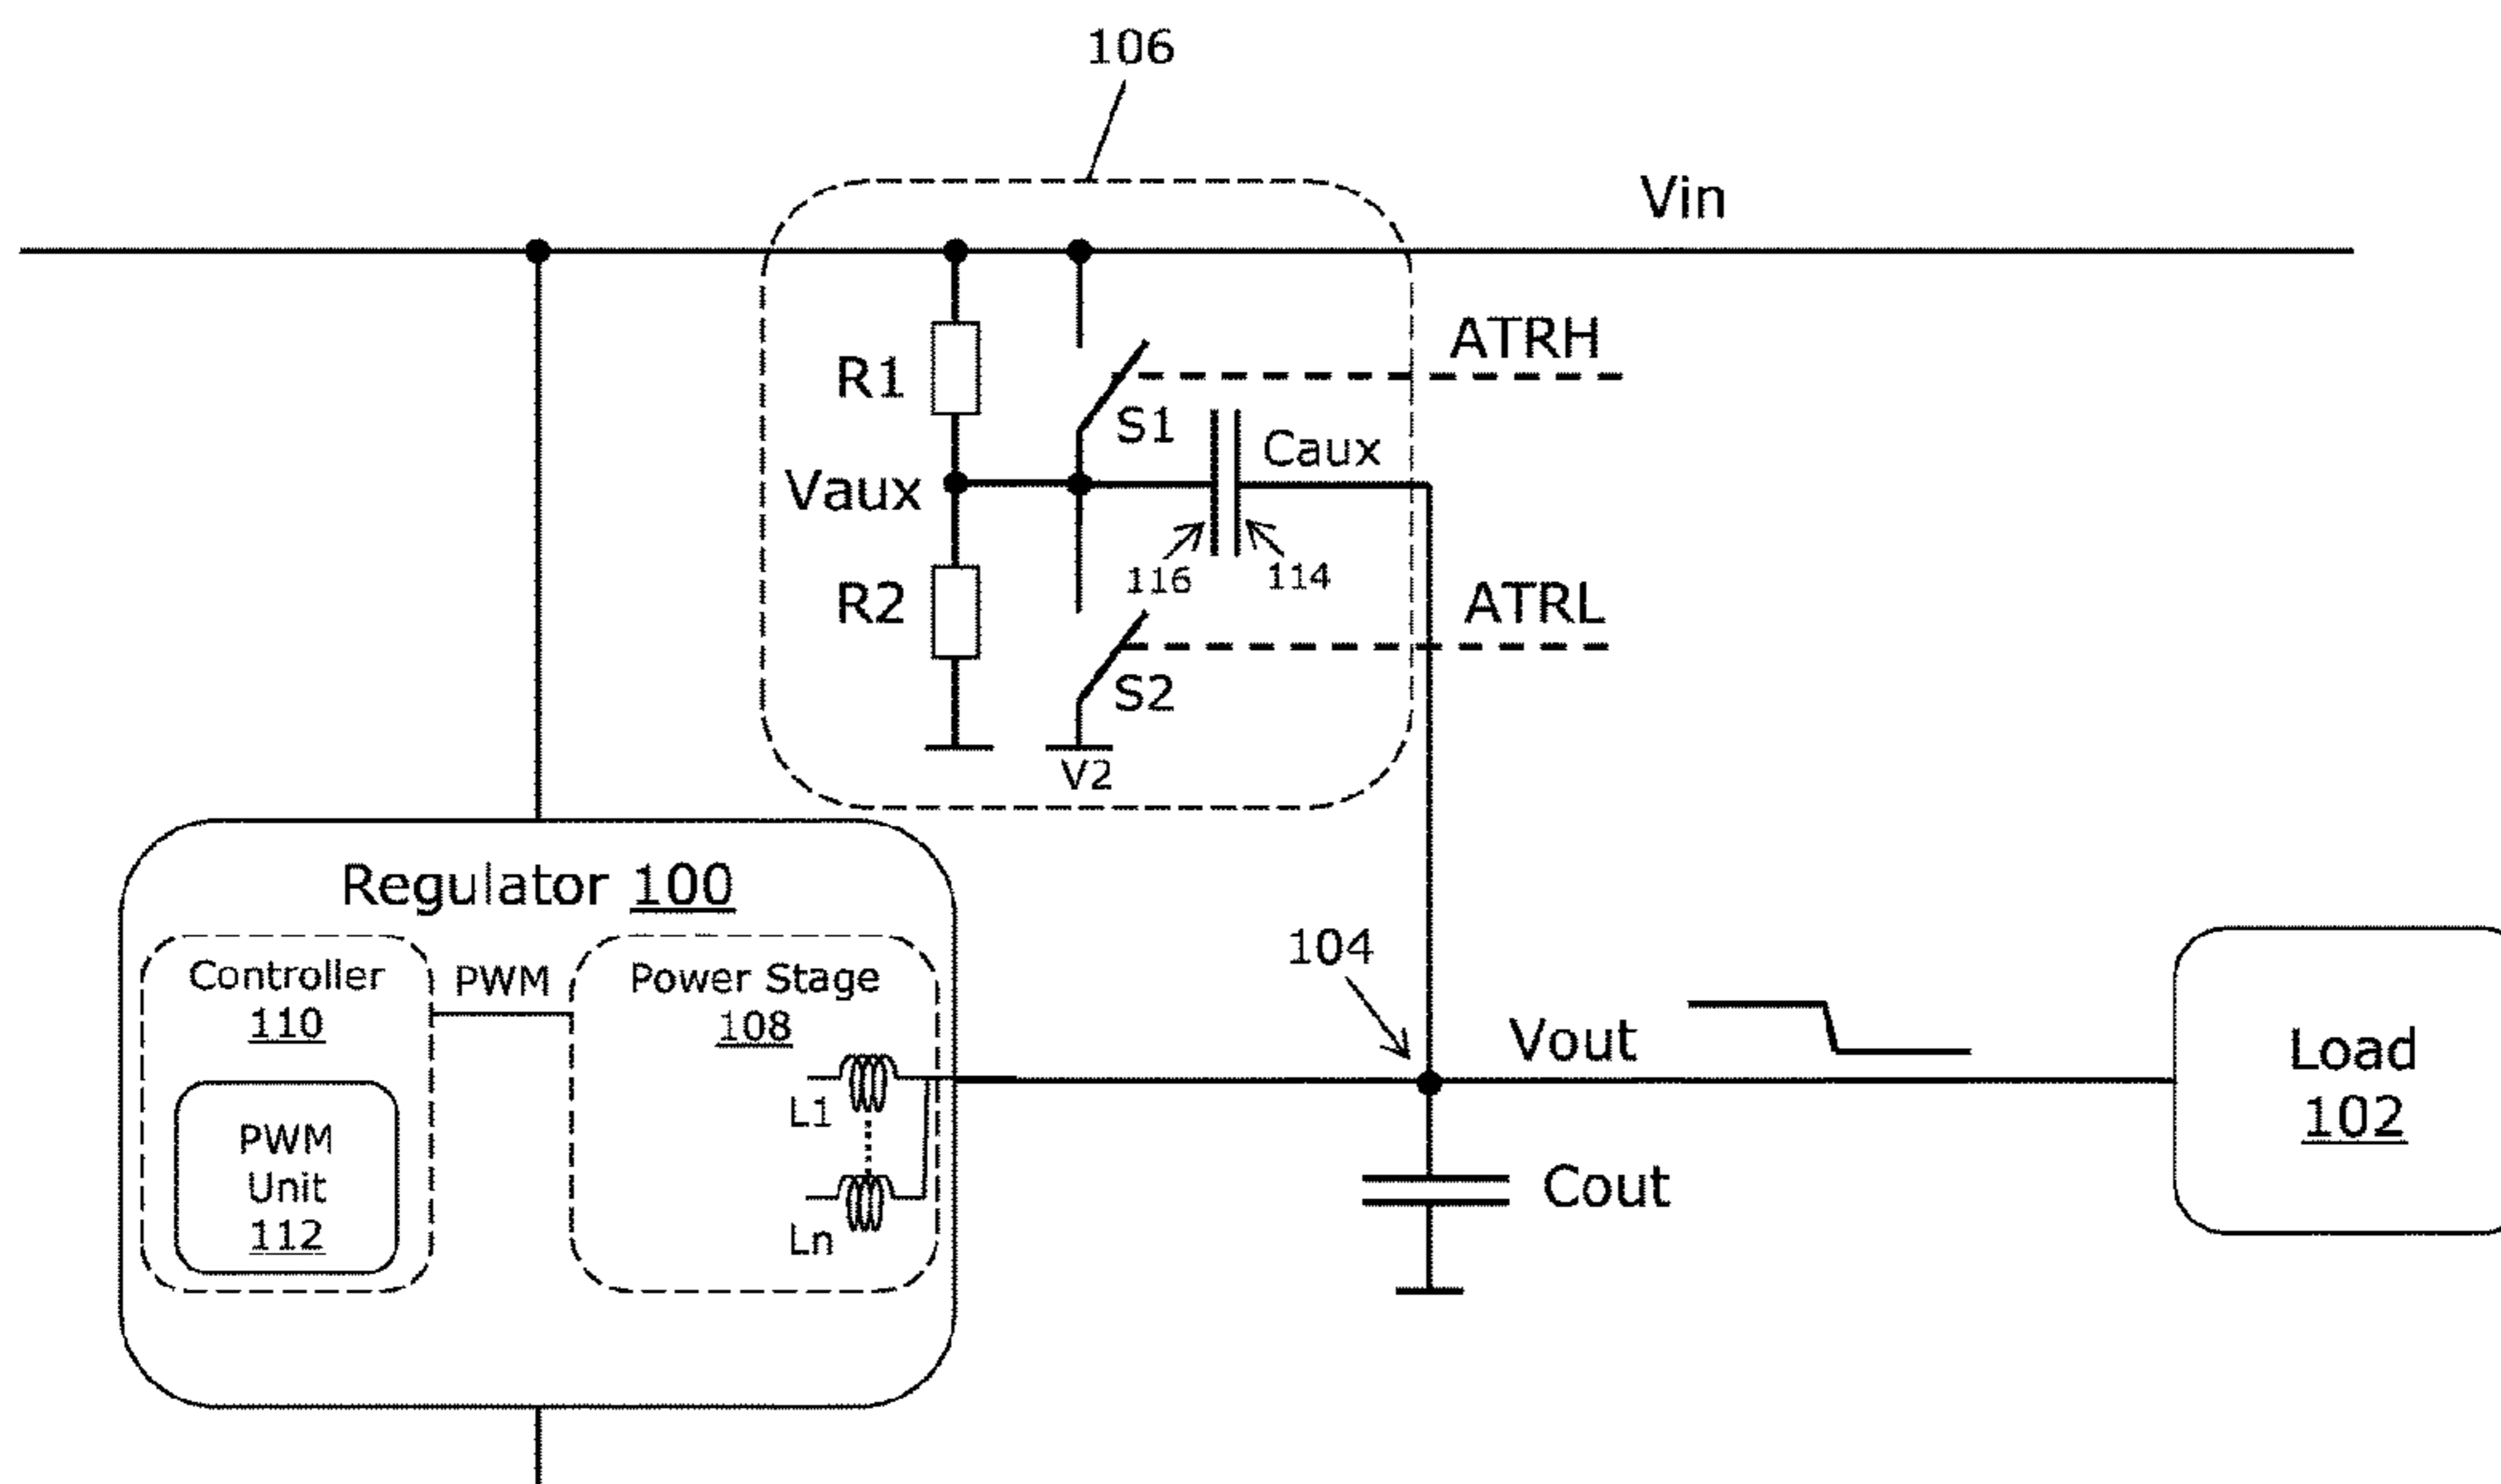 106
Vin
ATRH
R1
S1
Caux
Vaux
116
114
R2
ATRL
S2
V2
Regulator 100
104
Controller
110
PWM
Power Stage
108
Vout
Load
102
L1
PWM
Unit
112
Cout
Ln